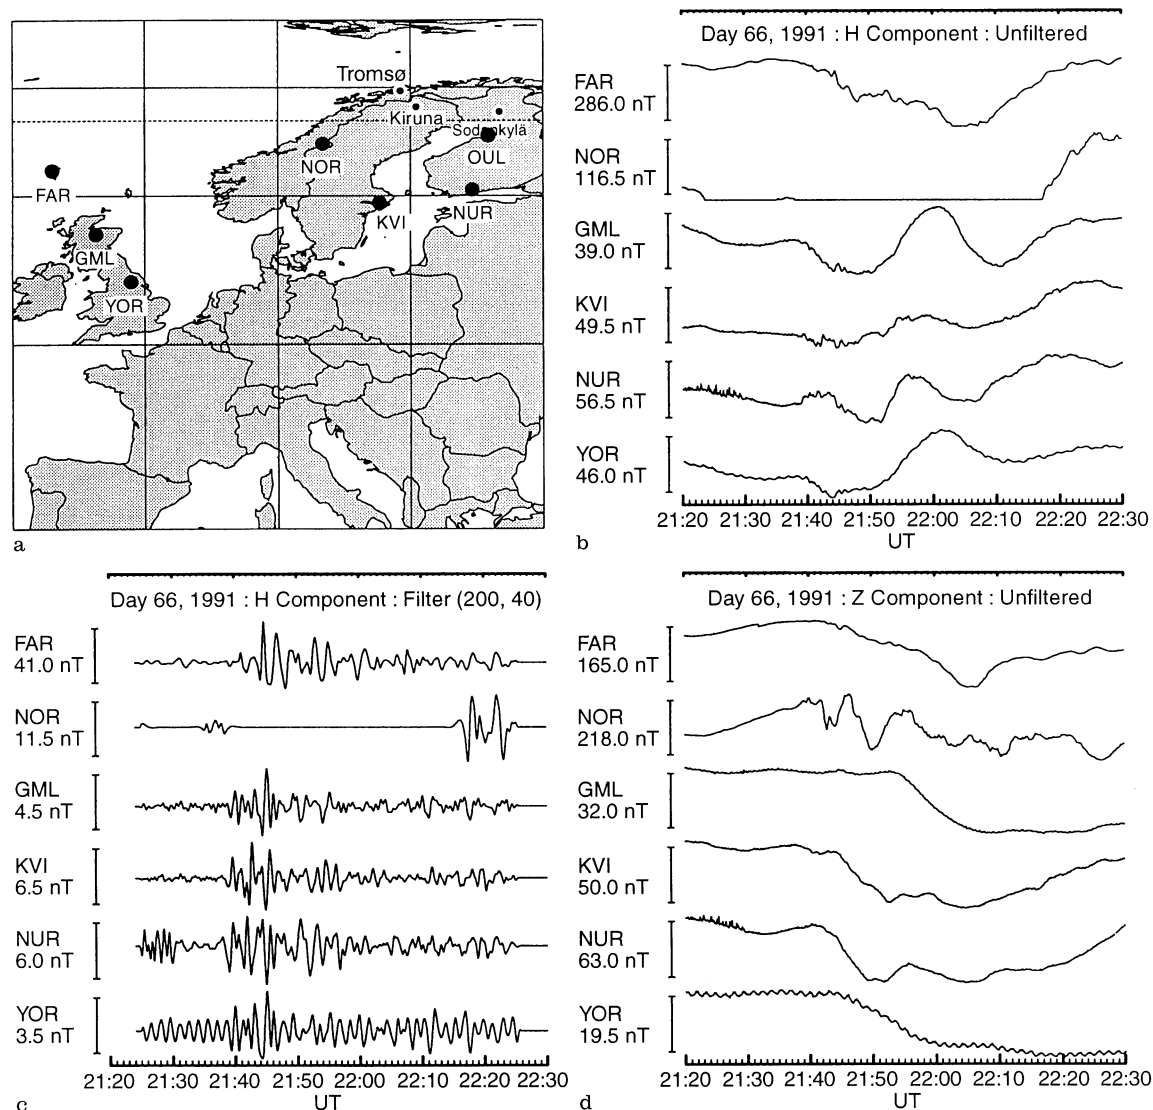 Tromsø
Kiruna
Sodankylä
OUL
NOR
FAR
NUR
KVI
GML
YOR
a
Day 66, 1991 : H Component : Unfiltered
FAR
286.0 nT
NOR
116.5 nT
GML
39.0 nT
KVI
49.5 nT
NUR
56.5 nT
YOR
46.0 nT
21:20 21:30 21:40 21:50 22:00 22:10 22:20 22:30
UT
b
Day 66, 1991 : H Component : Filter (200, 40)
FAR
41.0 nT
NOR
11.5 nT
GML
4.5 nT
KVI
6.5 nT
NUR
6.0 nT
YOR
3.5 nT
21:20 21:30 21:40 21:50 22:00 22:10 22:20 22:30
UT
c
Day 66, 1991 : Z Component : Unfiltered
FAR
165.0 nT
NOR
218.0 nT
GML
32.0 nT
KVI
50.0 nT
NUR
63.0 nT
YOR
19.5 nT
21:20 21:30 21:40 21:50 22:00 22:10 22:20 22:30
UT
d